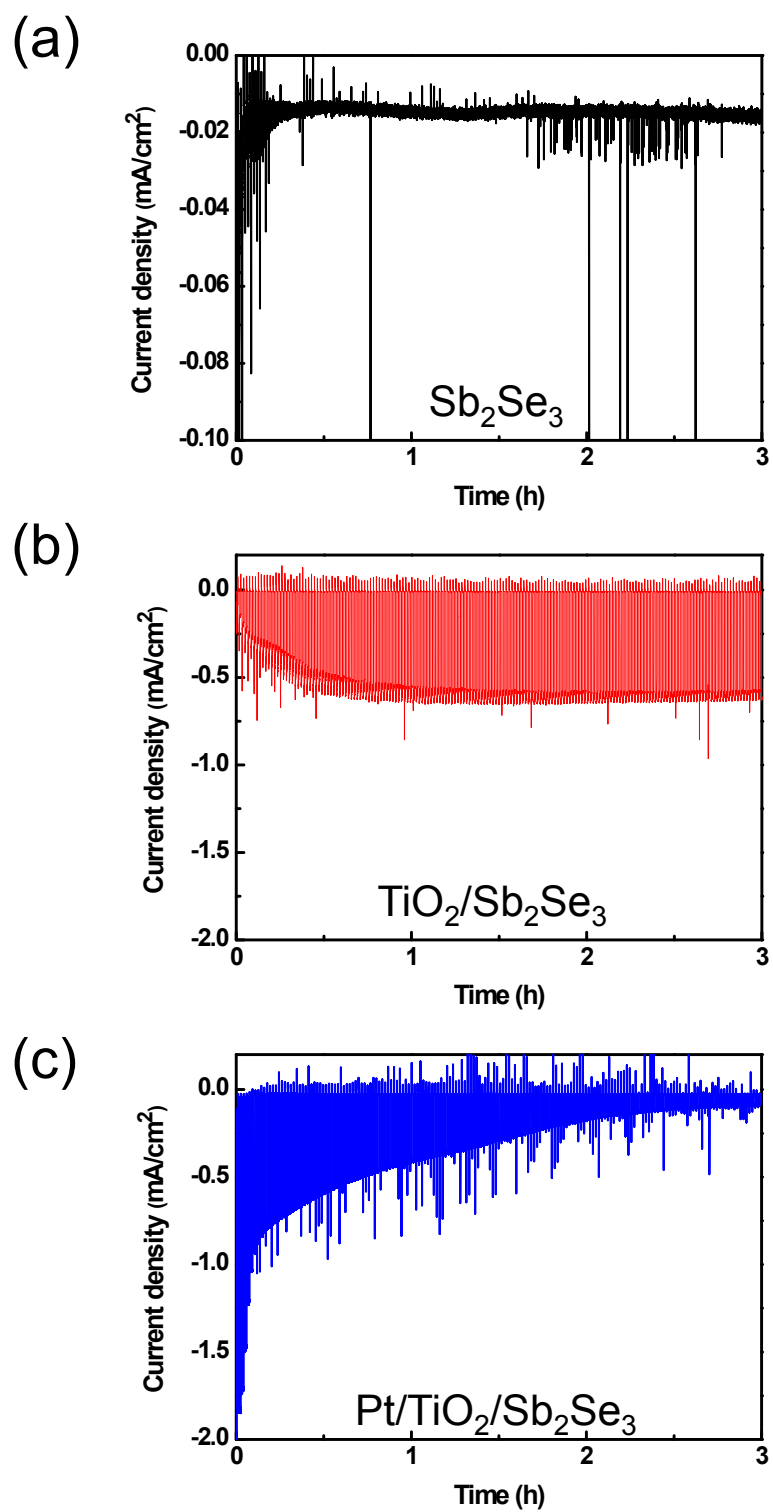 (a)
0.00
-0.02
-0.04
-0.06
-0.08
-0.10
Current density (mA/cm²)
Sb₂Se₃
0 1 2 3
Time (h)
(b)
0.0
-0.5
-1.0
-1.5
-2.0
Current density (mA/cm²)
TiO₂/Sb₂Se₃
0 1 2 3
Time (h)
(c)
0.0
-0.5
-1.0
-1.5
-2.0
Current density (mA/cm²)
Pt/TiO₂/Sb₂Se₃
0 1 2 3
Time (h)